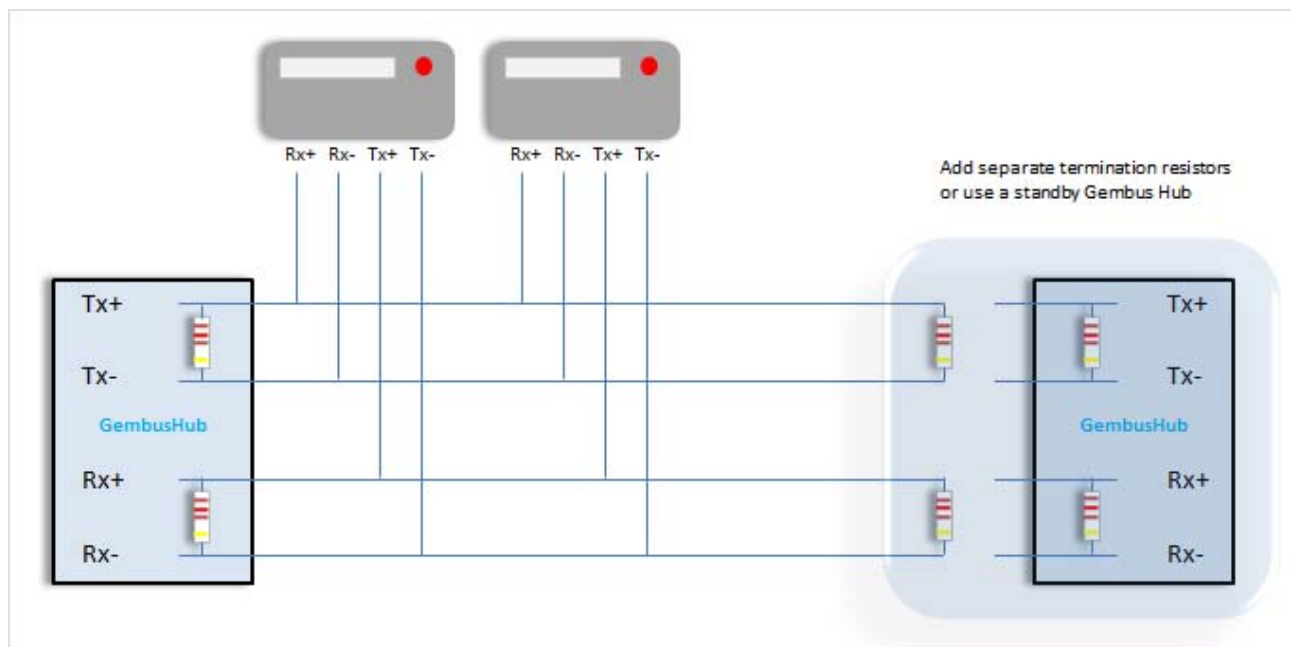 Rx+ Rx- Tx+ Tx-
Rx+ Rx- Tx+ Tx-
Add separate termination resistors
or use a standby Gembus Hub
Tx+
Tx-
GembusHub
Rx+
Rx-
Tx+
Tx-
GembusHub
Rx+
Rx-